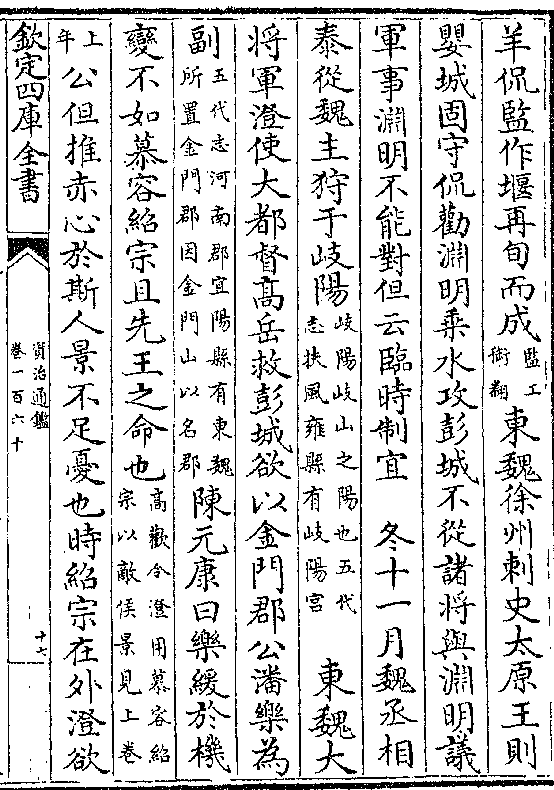 羊侃監作堰再旬而成監工銜翻東魏徐州刺史太原王則
嬰城固守侃勸淵明乘水攻彭城不從諸將與淵明議
軍事淵明不能對但云臨時制宜　冬十一月魏丞相
泰從魏主狩于岐陽岐陽岐山之陽也五代志扶風雍縣有岐陽宮　東魏大
將軍澄使大都督高岳救彭城欲以金門郡公潘樂為
副五代志河南郡宜陽縣有東魏所置金門郡因金門山以名郡陳元康曰樂緩於機
變不如慕容紹宗且先王之命也高歡令澄用慕容紹宗以敵侯景見上卷
上年公但推赤心於斯人景不足憂也時紹宗在外澄欲
欽定四庫全書
資治通鑑
卷一百六十
十七